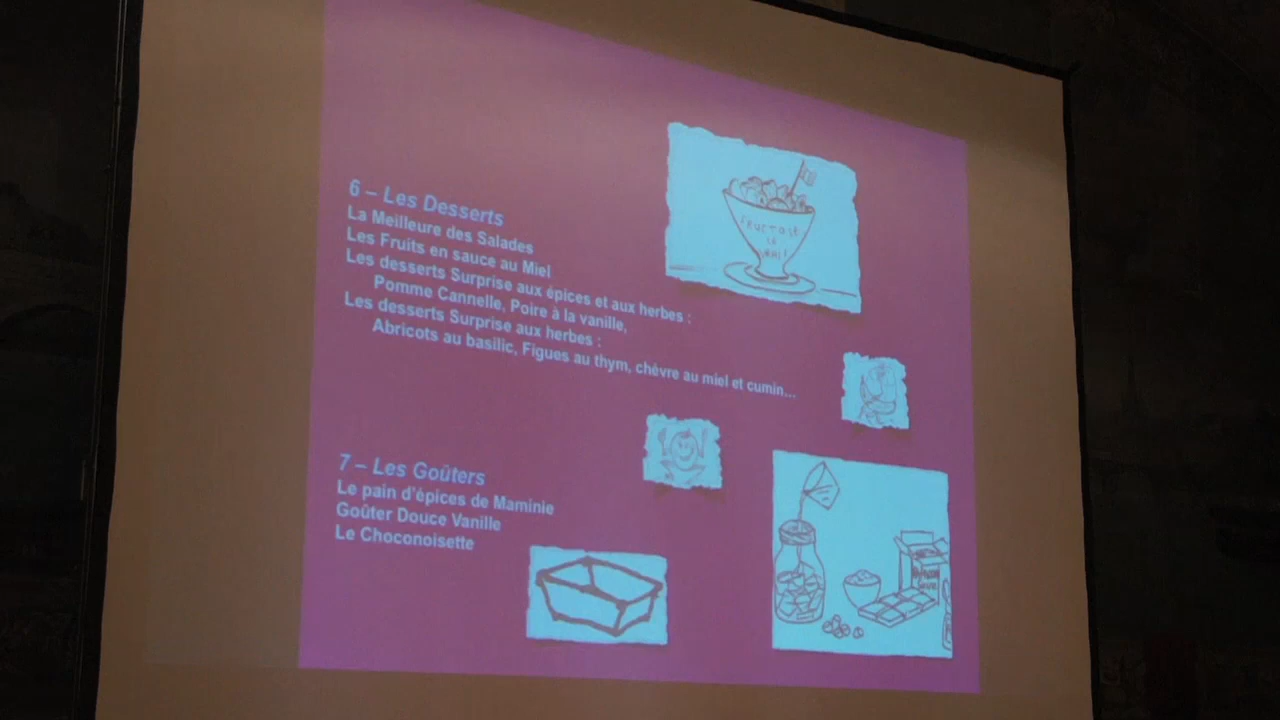 6 – Les Desserts
La Meilleure des Salades
Les Fruits en sauce au Miel
Les desserts Surprise aux épices et aux herbes :
Pomme Cannelle, Poire à la vanille,
Les desserts Surprise aux herbes :
Abricots au basilic, Figues au thym, chèvre au miel et cumin...
7 – Les Goûters
Le pain d'épices de Maminie
Goûter Douce Vanille
Le Choconoisette